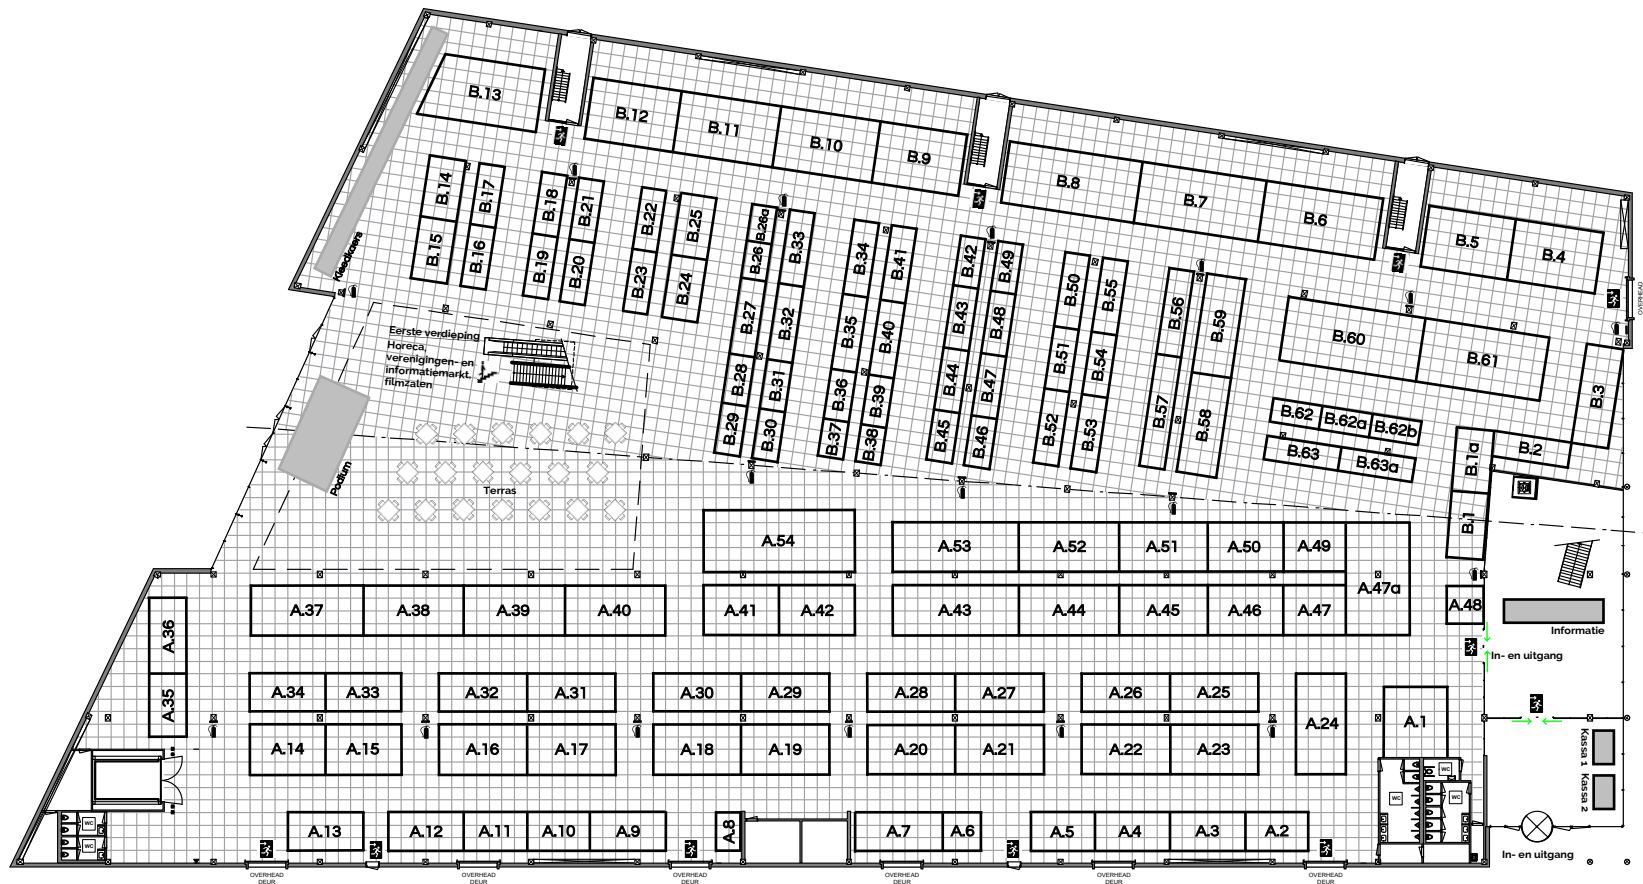 B.13
B.12
B.11
B.10
B.9
B.8
B.7
B.6
B.5
B.4
B.14
B.17
B.18
B.21
B.22
B.25
B.26a
B.33
B.34
B.41
B.42
B.49
B.50
B.55
B.56
B.59
B.15
B.16
B.19
B.20
B.23
B.24
B.26
B.27
B.32
B.35
B.40
B.43
B.48
B.51
B.54
B.60
B.61
B.3
B.28
B.31
B.36
B.39
B.44
B.47
B.57
B.58
B.29
B.30
B.37
B.38
B.45
B.46
B.52
B.53
B.62
B.62a
B.62b
B.63
B.63a
B.1a
B.2
B.1
Kleedkoers
OVERHEAD
Eerste verdieping
Horeca,
verenigingen- en
informatiemarkt,
filmzalen
Podium
Terras
A.54
A.53
A.52
A.51
A.50
A.49
A.47a
A.37
A.38
A.39
A.40
A.41
A.42
A.43
A.44
A.45
A.46
A.47
A.48
Informatie
In- en uitgang
A.36
A.35
A.34
A.33
A.32
A.31
A.30
A.29
A.28
A.27
A.26
A.25
A.24
A.1
A.14
A.15
A.16
A.17
A.18
A.19
A.20
A.21
A.22
A.23
Kassa 1
Kassa 2
WC
WC
WC
WC
WC
A.13
A.12
A.11
A.10
A.9
A.8
A.7
A.6
A.5
A.4
A.3
A.2
In- en uitgang
OVERHEAD
DEUR
OVERHEAD
DEUR
OVERHEAD
DEUR
OVERHEAD
DEUR
OVERHEAD
DEUR
OVERHEAD
DEUR